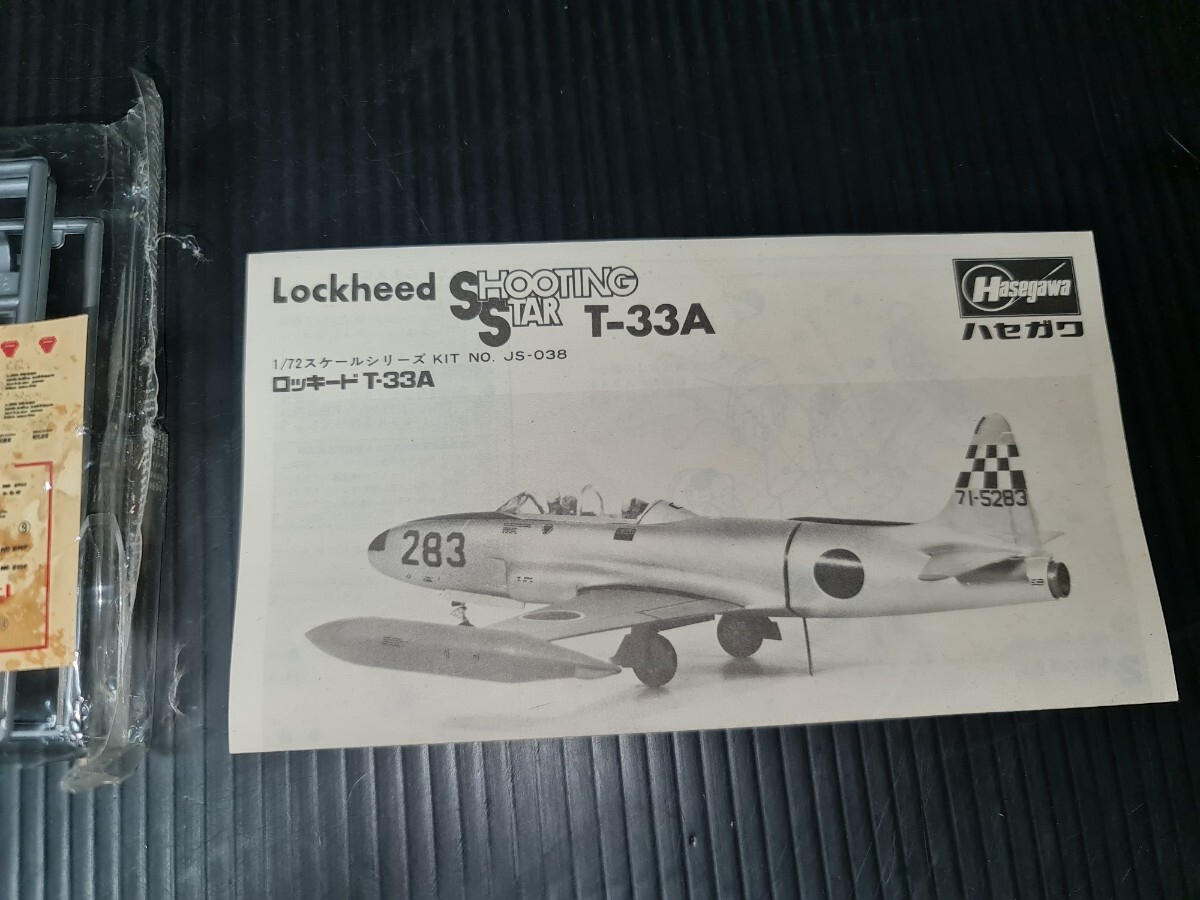 Lockheed SHOOTING STAR T-33A
Hasegawa
ハセガワ
1/72スケールシリーズ KIT NO. JS-038
ロッキード T-33A
71-5283
283